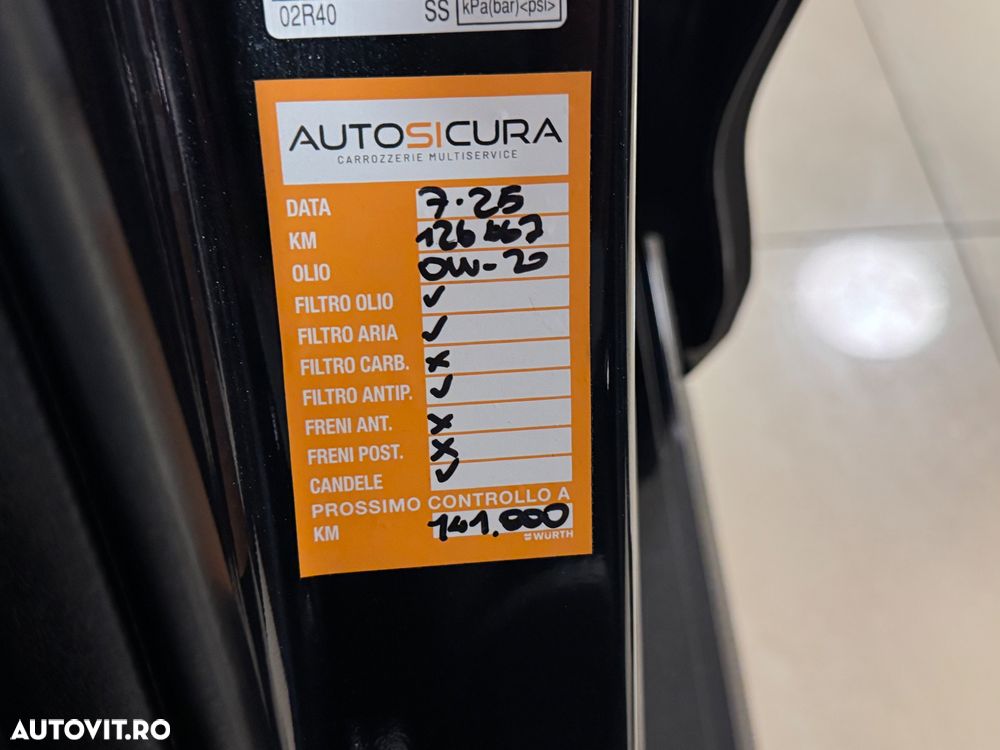 02R40 SS kPa(bar)<psi>
AUTOSICURA
CARROZZERIE MULTISERVICE
DATA 7.25
KM 126467
OLIO 0W-20
FILTRO OLIO ✓
FILTRO ARIA ✓
FILTRO CARB. x
FILTRO ANTIP. ✓
FRENI ANT. x
FRENI POST. x
CANDELE ✓
PROSSIMO CONTROLLO A
KM 141.000
WÜRTH
AUTOVIT.RO